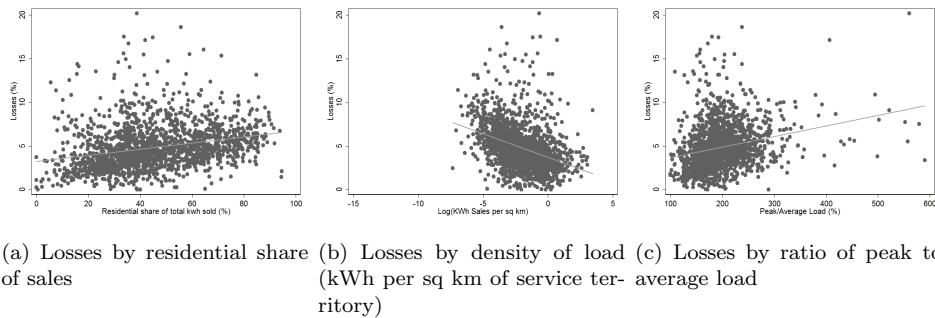 Losses (%)
20
15
10
5
0
0
20
40
60
80
100
Residential share of total kwh sold (%)
Losses (%)
20
15
10
5
0
-15
-10
-5
0
5
Log(KWh Sales per sq km)
Losses (%)
20
15
10
5
0
100
200
300
400
500
600
Peak/Average Load (%)
(a) Losses by residential share
of sales
(b) Losses by density of load
(kWh per sq km of service ter-
ritory)
(c) Losses by ratio of peak to
average load